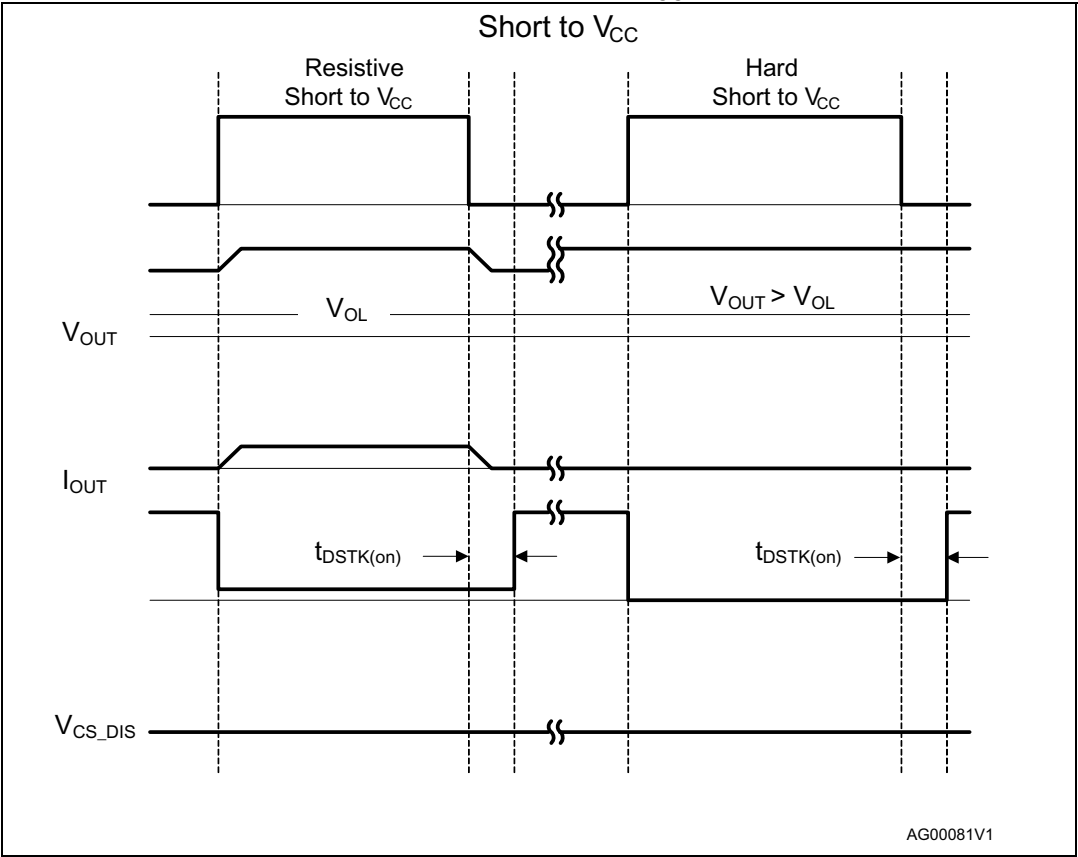 Short to VCC
Resistive
Short to VCC
Hard
Short to VCC
VOL
VOUT > VOL
VOUT
IOUT
tDSTK(on)
tDSTK(on)
VCS_DIS
AG00081V1